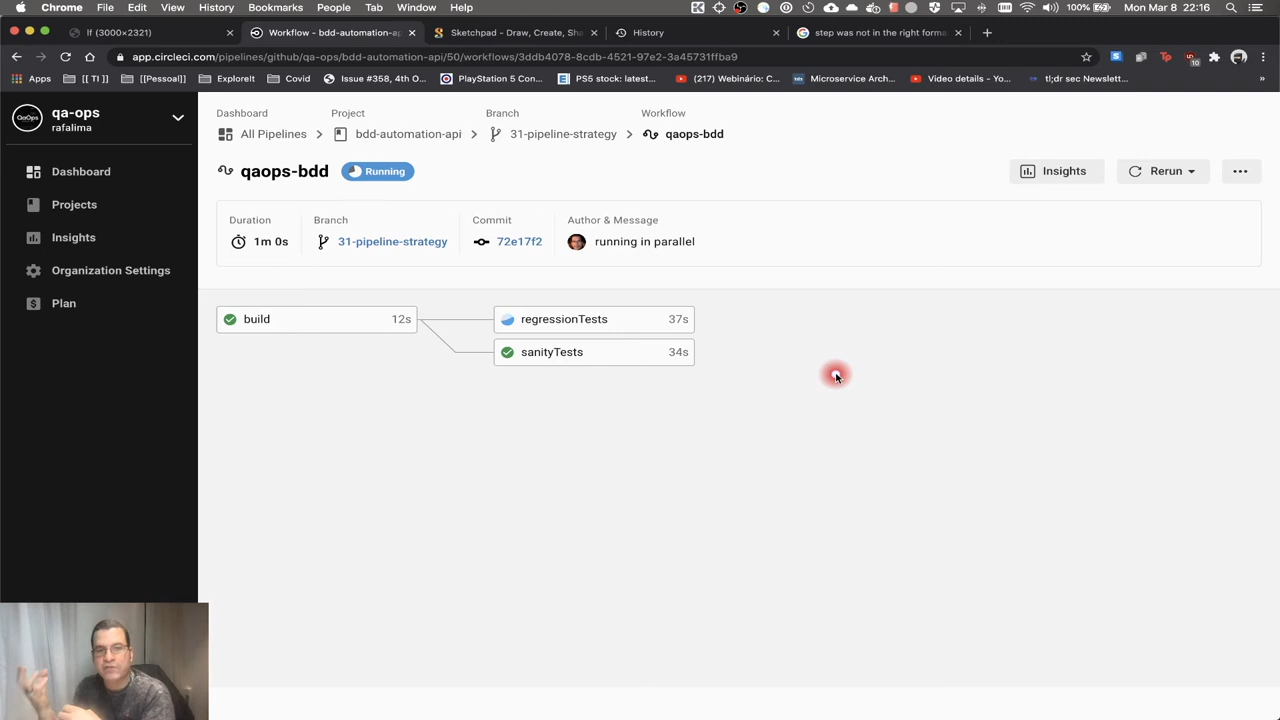 Chrome File Edit View History Bookmarks People Tab Window Help 100% Mon Mar 8 22:16
lf (3000×2321) Workflow - bdd-automation-ap Sketchpad - Draw, Create, Sha History step was not in the right forma
app.circleci.com/pipelines/github/qa-ops/bdd-automation-api/50/workflows/3ddb4078-8cdb-4521-97e2-3a45731ff9a9
Apps [[ TI ]] [[Pessoal]] ExploreIt Covid Issue #358, 4th O... PlayStation 5 Con... PS5 stock: latest... (217) Webinário: C... Microservice Arch... Video details - Yo... tl;dr sec Newslett... »
QaOps
qa-ops
rafalima
Dashboard
Projects
Insights
Organization Settings
Plan
Dashboard Project Branch Workflow
All Pipelines bdd-automation-api 31-pipeline-strategy qaops-bdd
qaops-bdd Running Insights Rerun
Duration Branch Commit Author & Message
1m 0s 31-pipeline-strategy 72e17f2 running in parallel
build 12s regressionTests 37s
sanityTests 34s